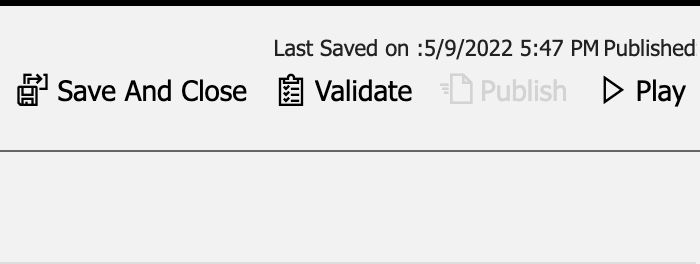 Last Saved on :5/9/2022 5:47 PM Published
Save And Close Validate Publish Play